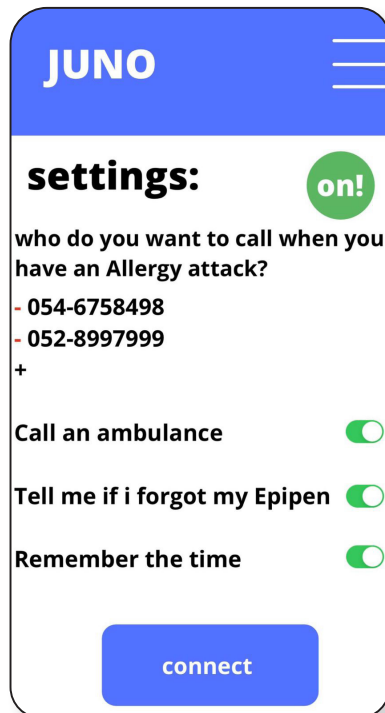 JUNO
settings:
on!
who do you want to call when you
have an Allergy attack?
- 054-6758498
- 052-8997999
+
Call an ambulance
Tell me if i forgot my Epipen
Remember the time
connect